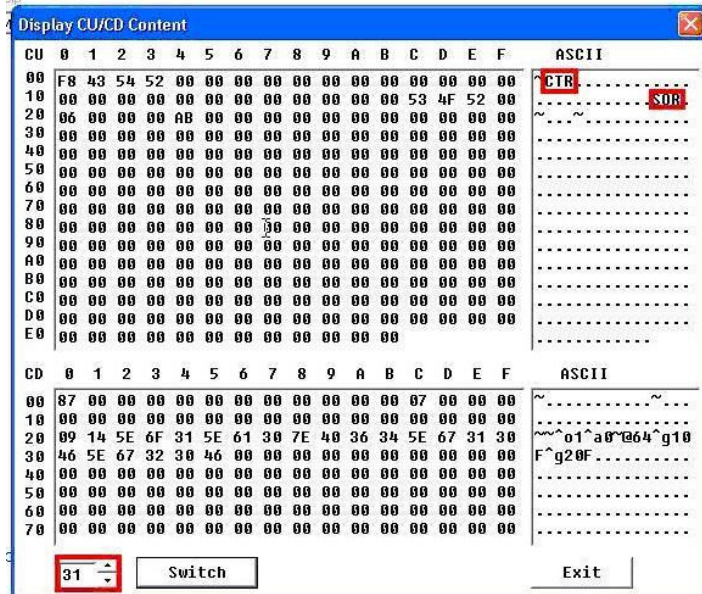 Display CU/CD Content
CU 0 1 2 3 4 5 6 7 8 9 A B C D E F ASCII
00 F8 43 54 52 00 00 00 00 00 00 00 00 00 00 00 00 ~CTR............
10 00 00 00 00 00 00 00 00 00 00 00 00 53 4F 52 00 ............SOR.
20 06 00 00 00 AB 00 00 00 00 00 00 00 00 00 00 00 ~...~...........
30 00 00 00 00 00 00 00 00 00 00 00 00 00 00 00 00 ................
40 00 00 00 00 00 00 00 00 00 00 00 00 00 00 00 00 ................
50 00 00 00 00 00 00 00 00 00 00 00 00 00 00 00 00 ................
60 00 00 00 00 00 00 00 00 00 00 00 00 00 00 00 00 ................
70 00 00 00 00 00 00 00 00 00 00 00 00 00 00 00 00 ................
80 00 00 00 00 00 00 00 00 00 00 00 00 00 00 00 00 ................
90 00 00 00 00 00 00 00 00 00 00 00 00 00 00 00 00 ................
A0 00 00 00 00 00 00 00 00 00 00 00 00 00 00 00 00 ................
B0 00 00 00 00 00 00 00 00 00 00 00 00 00 00 00 00 ................
C0 00 00 00 00 00 00 00 00 00 00 00 00 00 00 00 00 ................
D0 00 00 00 00 00 00 00 00 00 00 00 00 00 00 00 00 ................
E0 00 00 00 00 00 00 00 00 00 00 00 00 ............
CD 0 1 2 3 4 5 6 7 8 9 A B C D E F ASCII
00 87 00 00 00 00 00 00 00 00 00 00 00 07 00 00 00 ~...........~...
10 00 00 00 00 00 00 00 00 00 00 00 00 00 00 00 00 ................
20 09 14 5E 6F 31 5E 61 30 7E 40 36 34 5E 67 31 30 ~~^o1^a0~@64^g10
30 46 5E 67 32 30 46 00 00 00 00 00 00 00 00 00 00 F^g20F..........
40 00 00 00 00 00 00 00 00 00 00 00 00 00 00 00 00 ................
50 00 00 00 00 00 00 00 00 00 00 00 00 00 00 00 00 ................
60 00 00 00 00 00 00 00 00 00 00 00 00 00 00 00 00 ................
70 00 00 00 00 00 00 00 00 00 00 00 00 00 00 00 00 ................
31 Switch Exit